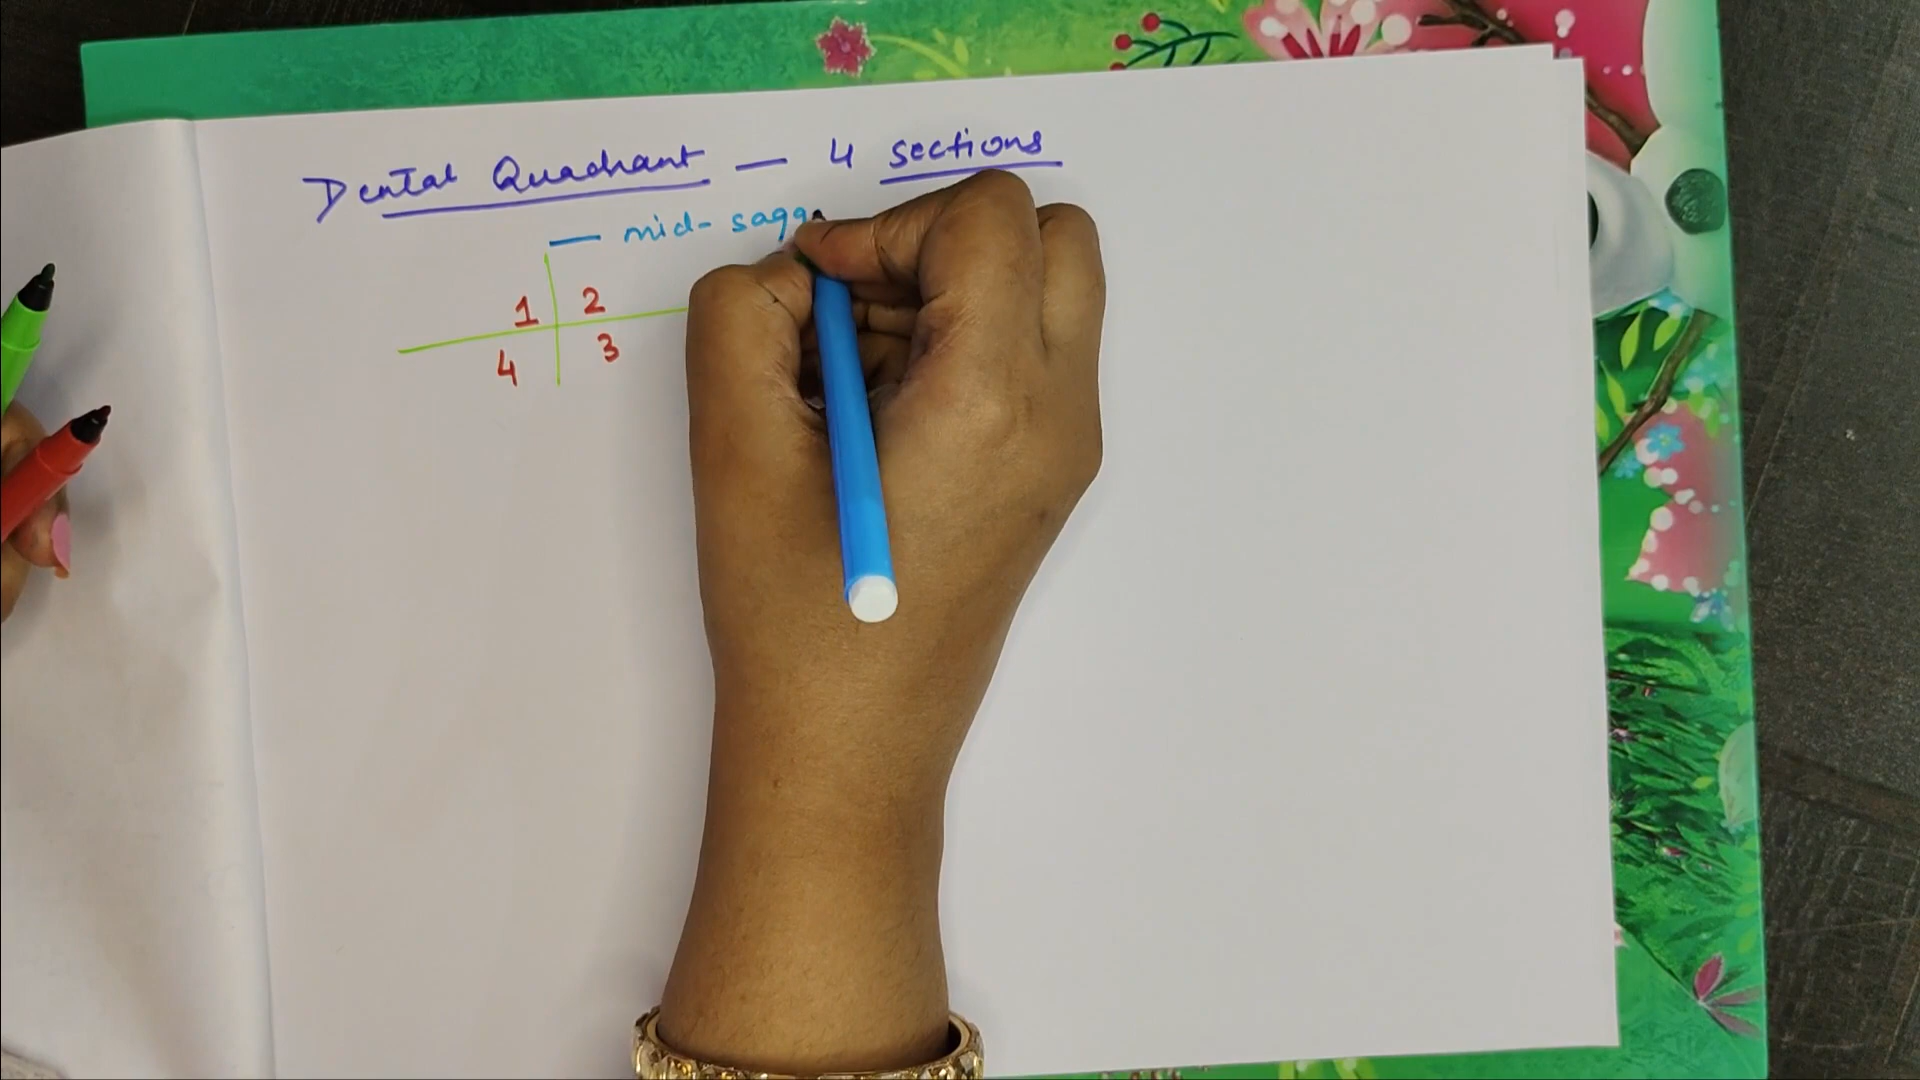 Dental Quadrant — 4 sections
— mid-sagg
1 2
4 3